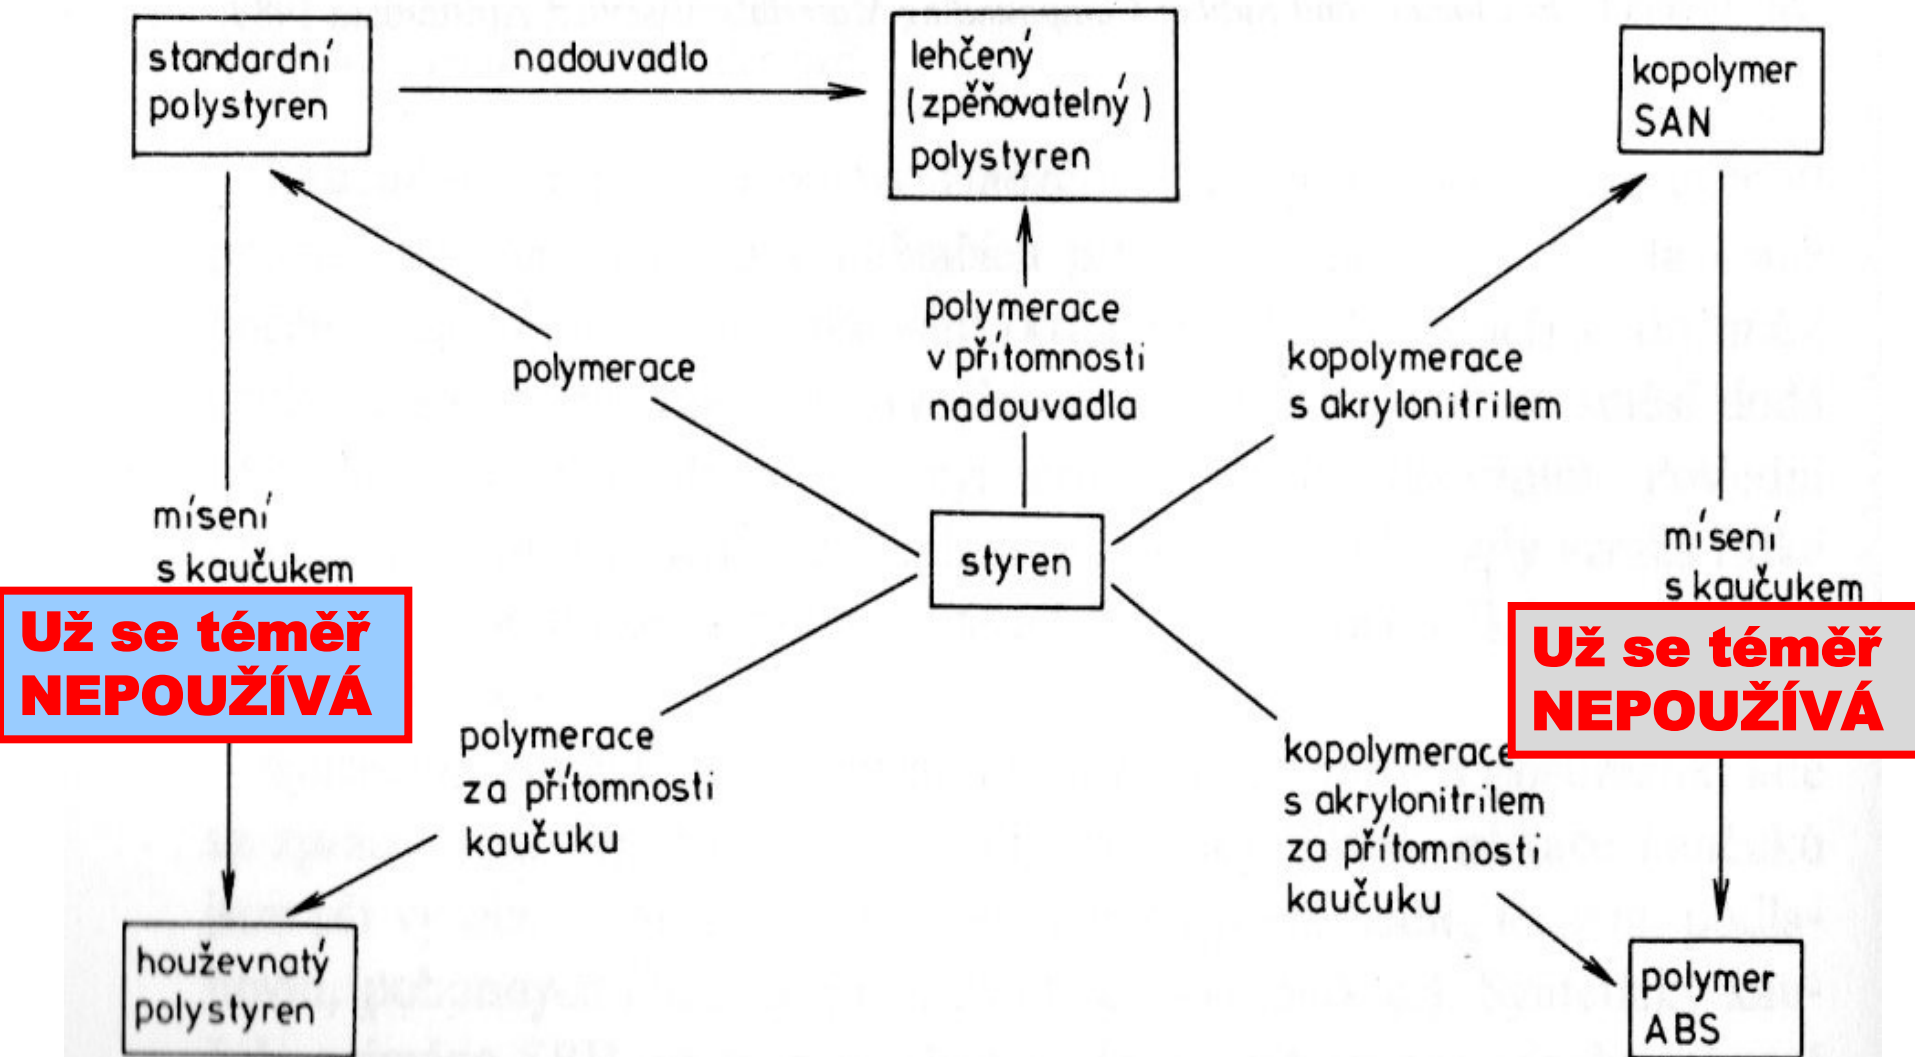 standardní
polystyren
nadouvadlo
lehčený
(zpěňovatelný)
polystyren
kopolymer
SAN
polymerace
polymerace
v přítomnosti
nadouvadla
kopolymerace
s akrylonitrilem
mísení
s kaučukem
styren
mísení
s kaučukem
Už se téměř
NEPOUŽÍVÁ
Už se téměř
NEPOUŽÍVÁ
polymerace
za přítomnosti
kaučuku
kopolymerace
s akrylonitrilem
za přítomnosti
kaučuku
houževnatý
polystyren
polymer
ABS